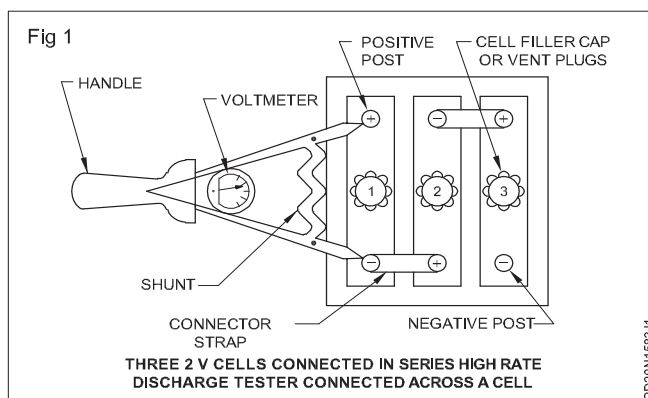 Fig 1
POSITIVE
POST
CELL FILLER CAP
OR VENT PLUGS
HANDLE
VOLTMETER
+
-
+
1
2
3
-
+
-
SHUNT
CONNECTOR
STRAP
NEGATIVE POST
THREE 2 V CELLS CONNECTED IN SERIES HIGH RATE
DISCHARGE TESTER CONNECTED ACROSS A CELL